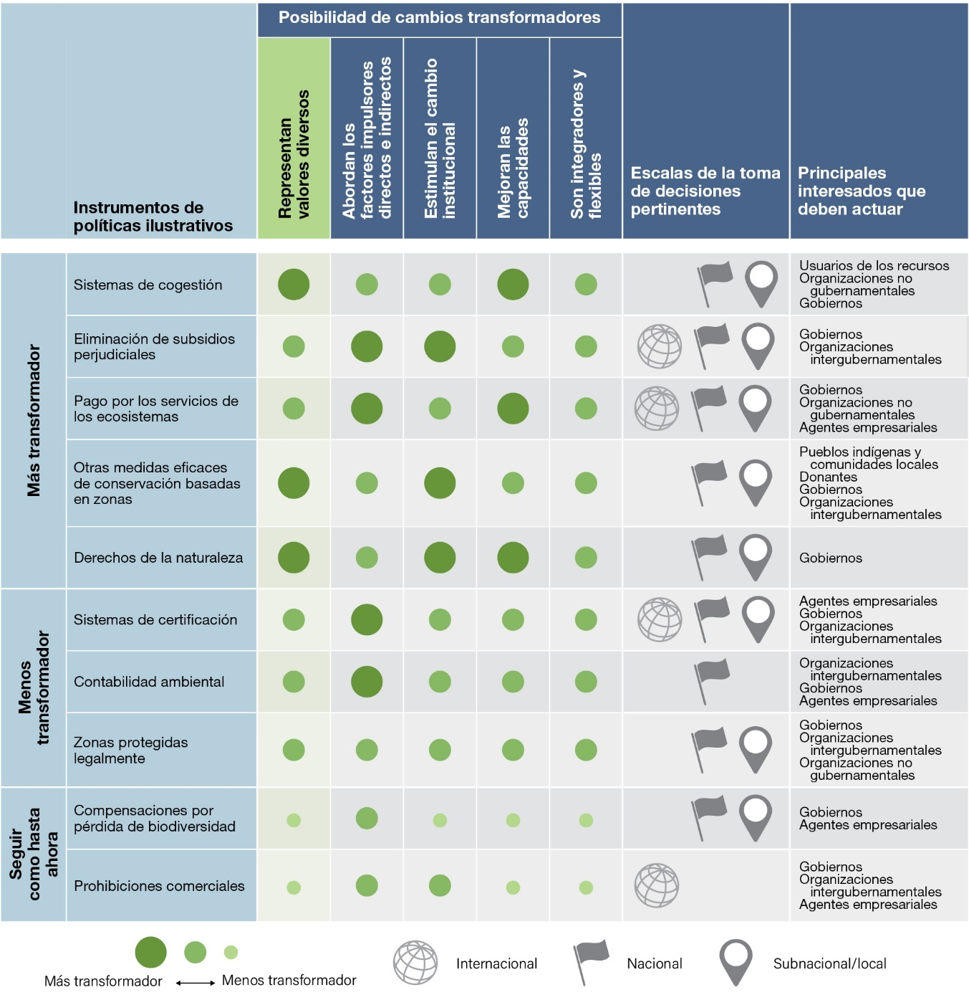 Posibilidad de cambios transformadores
Instrumentos de
políticas ilustrativos
Representan
valores diversos
Abordan los
factores impulsores
directos e indirectos
Estimulan el cambio
institucional
Mejoran las
capacidades
Son integradores y
flexibles
Escalas de la toma
de decisiones
pertinentes
Principales
interesados que
deben actuar
Más transformador
Sistemas de cogestión
Usuarios de los recursos
Organizaciones no
gubernamentales
Gobiernos
Eliminación de subsidios
perjudiciales
Gobiernos
Organizaciones
intergubernamentales
Pago por los servicios de
los ecosistemas
Gobiernos
Organizaciones no
gubernamentales
Agentes empresariales
Otras medidas eficaces
de conservación basadas
en zonas
Pueblos indígenas y
comunidades locales
Donantes
Gobiernos
Organizaciones
intergubernamentales
Derechos de la naturaleza
Gobiernos
Menos
transformador
Sistemas de certificación
Agentes empresariales
Gobiernos
Organizaciones
intergubernamentales
Contabilidad ambiental
Organizaciones
intergubernamentales
Gobiernos
Agentes empresariales
Zonas protegidas
legalmente
Gobiernos
Organizaciones
intergubernamentales
Organizaciones no
gubernamentales
Seguir
como hasta
ahora
Compensaciones por
pérdida de biodiversidad
Gobiernos
Agentes empresariales
Prohibiciones comerciales
Gobiernos
Organizaciones
intergubernamentales
Agentes empresariales
Más transformador
Menos transformador
Internacional
Nacional
Subnacional/local